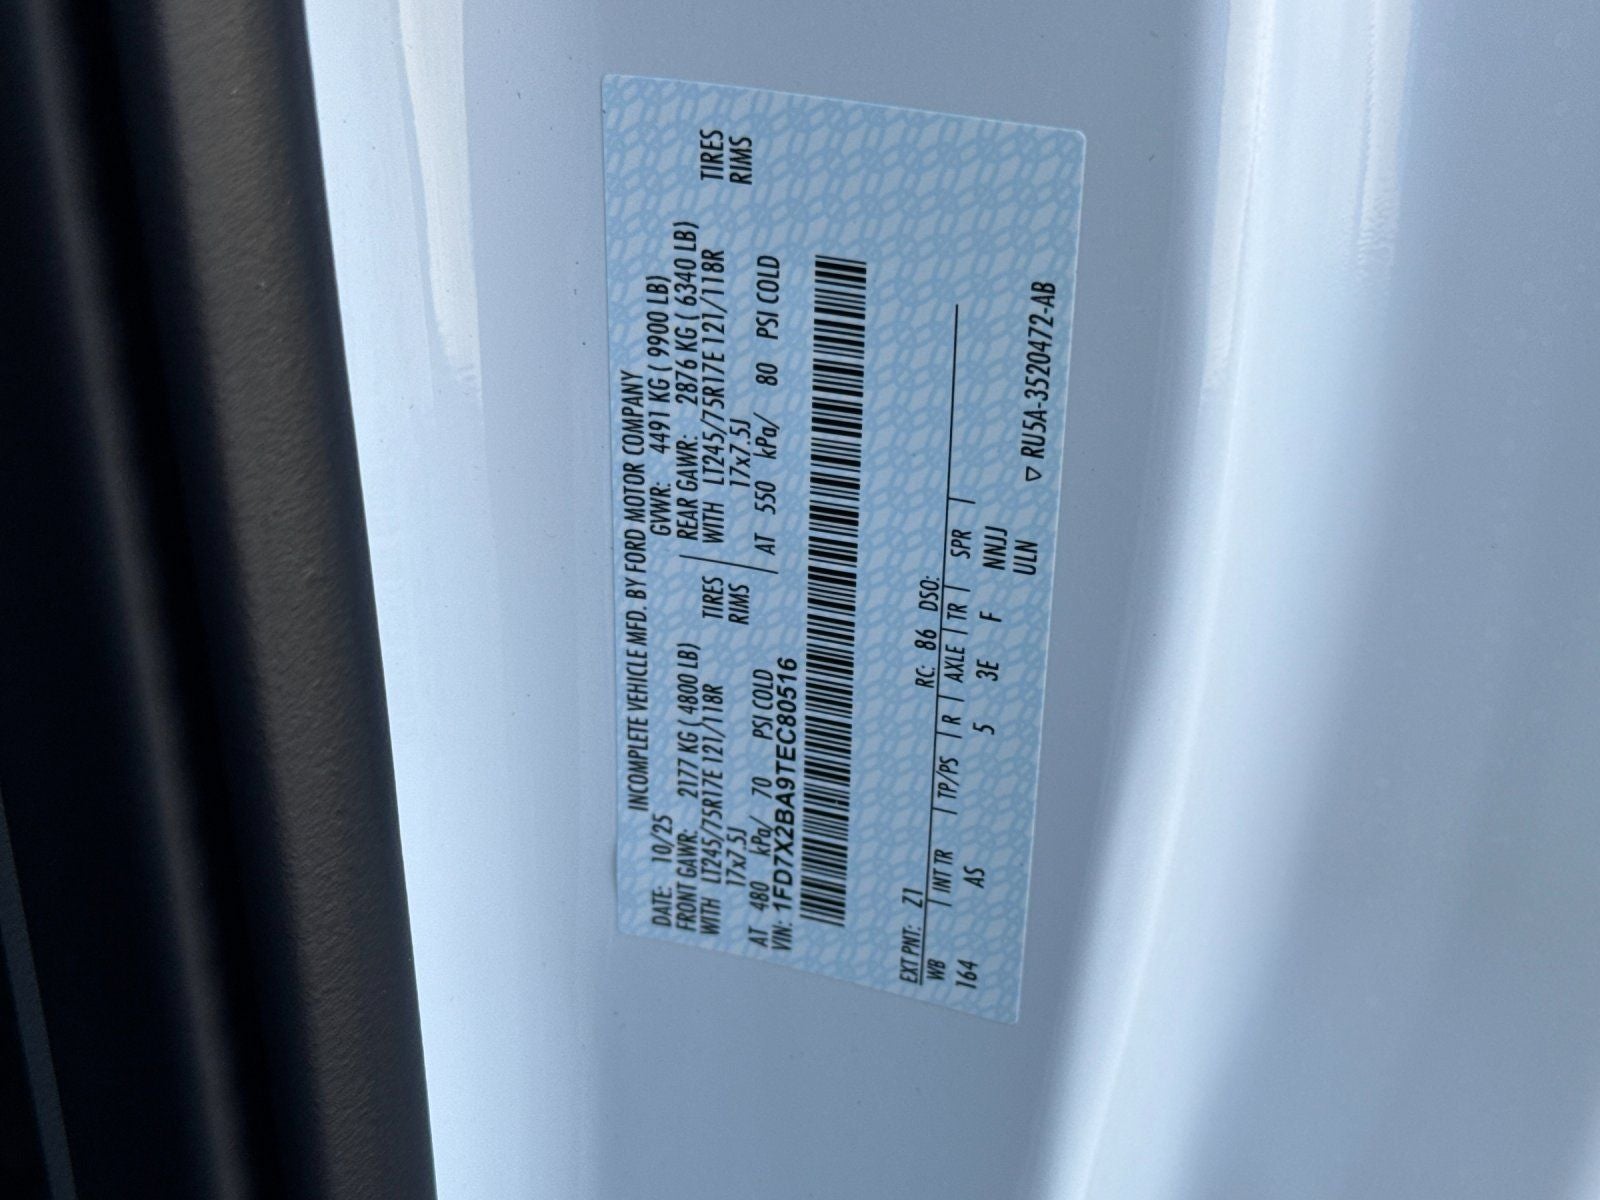 INCOMPLETE VEHICLE MFD. BY FORD MOTOR COMPANY
DATE: 10/25 GVWR: 4491 KG ( 9900 LB)
FRONT GAWR: 2177 KG ( 4800 LB) REAR GAWR: 2876 KG ( 6340 LB)
WITH LT245/75R17E 121/118R TIRES WITH LT245/75R17E 121/118R TIRES
17x7.5J RIMS 17x7.5J RIMS
AT 480 kPa/ 70 PSI COLD AT 550 kPa/ 80 PSI COLD
VIN: 1FD7X2BA9TEC80516
EXT PNT: Z1 RC: 86 DSO:
WB | INT TR | TP/PS | R | AXLE | TR | SPR |
164 AS 5 3E F NNJJ
ULN
▽ RU5A-3520472-AB